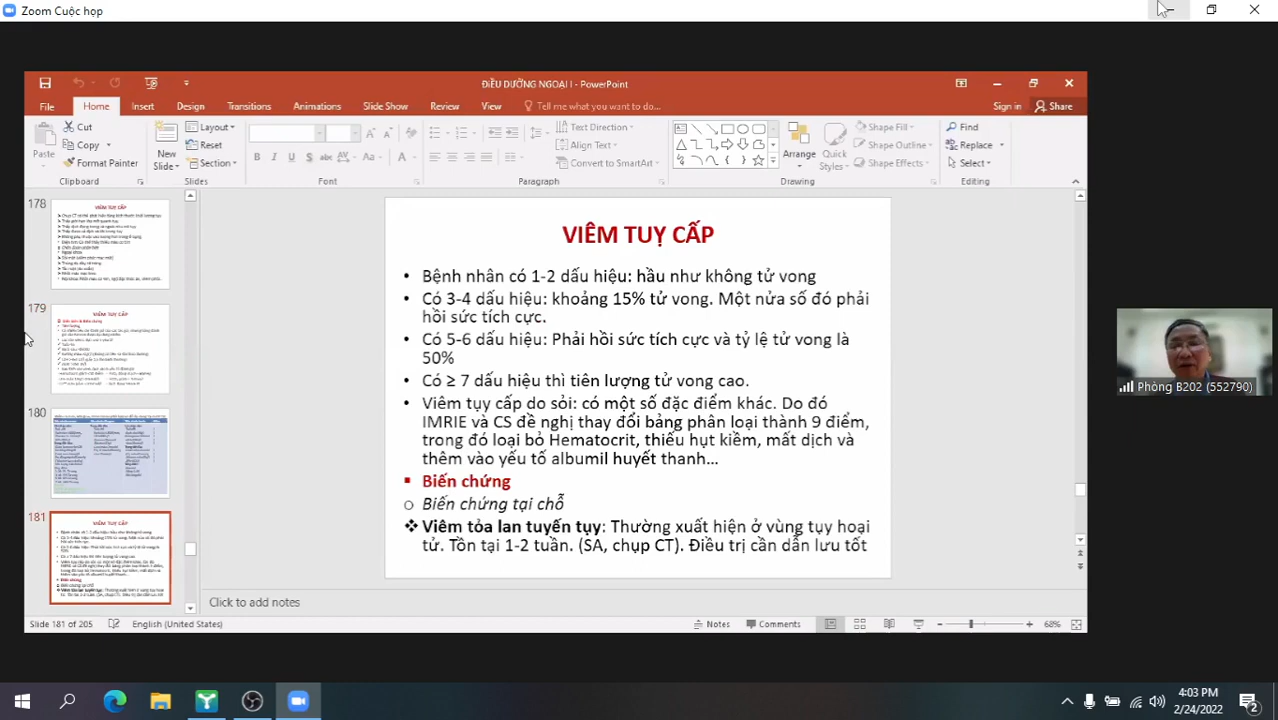 Zoom Cuộc họp
ĐIỀU DƯỠNG NGOẠI I - PowerPoint
File Home Insert Design Transitions Animations Slide Show Review View Tell me what you want to do... Sign in Share
Cut
Copy
Format Painter
Paste
Clipboard
New
Slide
Layout
Reset
Section
Slides
Font
Text Direction
Align Text
Convert to SmartArt
Paragraph
Arrange
Quick
Styles
Shape Fill
Shape Outline
Shape Effects
Drawing
Find
Replace
Select
Editing
178
VIÊM TUỴ CẤP
179
VIÊM TUỴ CẤP
180
181
VIÊM TUỴ CẤP
VIÊM TUỴ CẤP
• Bệnh nhân có 1-2 dấu hiệu: hầu như không tử vong
• Có 3-4 dấu hiệu: khoảng 15% tử vong. Một nửa số đó phải
hồi sức tích cực.
• Có 5-6 dấu hiệu: Phải hồi sức tích cực và tỷ lệ tử vong là
50%
• Có ≥ 7 dấu hiệu thì tiên lượng tử vong cao.
• Viêm tụy cấp do sỏi: có một số đặc điểm khác. Do đó
IMRIE và CS đề nghị thay đổi bảng phân loại thành 9 điểm,
trong đó loại bỏ hematocrit, thiếu hụt kiềm, mất dịch và
thêm vào yếu tố albumil huyết thanh...
▪ Biến chứng
o Biến chứng tại chỗ
❖ Viêm tỏa lan tuyến tụy: Thường xuất hiện ở vùng tụy hoại
tử. Tồn tại 1-2 tuần. (SA, chụp CT). Điều trị cần dẫn lưu tốt
Phòng B202 (552790)
Click to add notes
Slide 181 of 205 English (United States) Notes Comments 68%
4:03 PM
2/24/2022
2